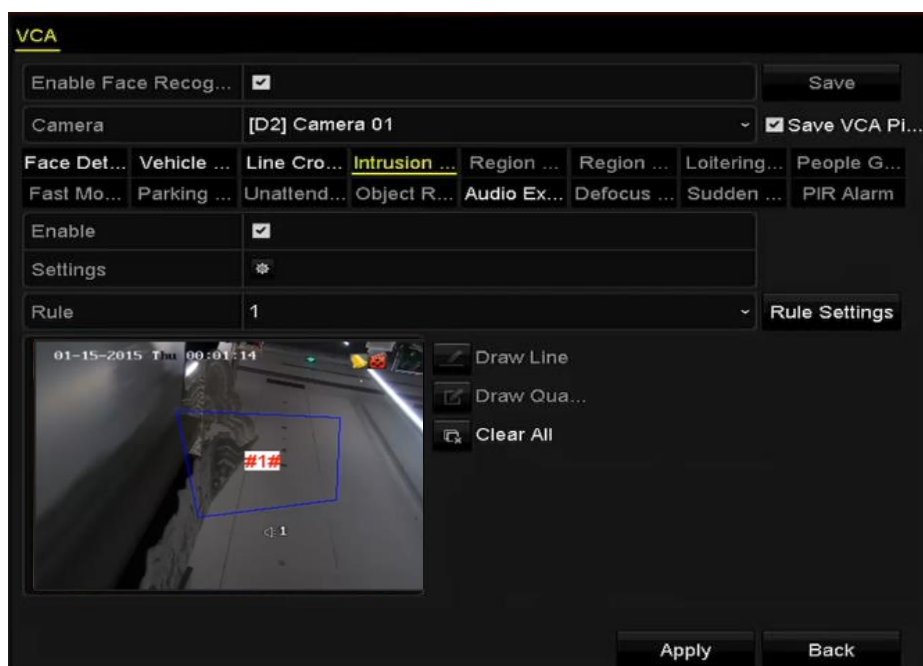 VCA
Enable Face Recog... Save
Camera [D2] Camera 01 Save VCA Pi...
Face Det... Vehicle ... Line Cro... Intrusion ... Region ... Region ... Loitering... People G...
Fast Mo... Parking ... Unattend... Object R... Audio Ex... Defocus ... Sudden ... PIR Alarm
Enable
Settings
Rule 1 Rule Settings
01-15-2015 Thu 00:01:14
Draw Line
Draw Qua...
Clear All
#1#
1
Apply Back